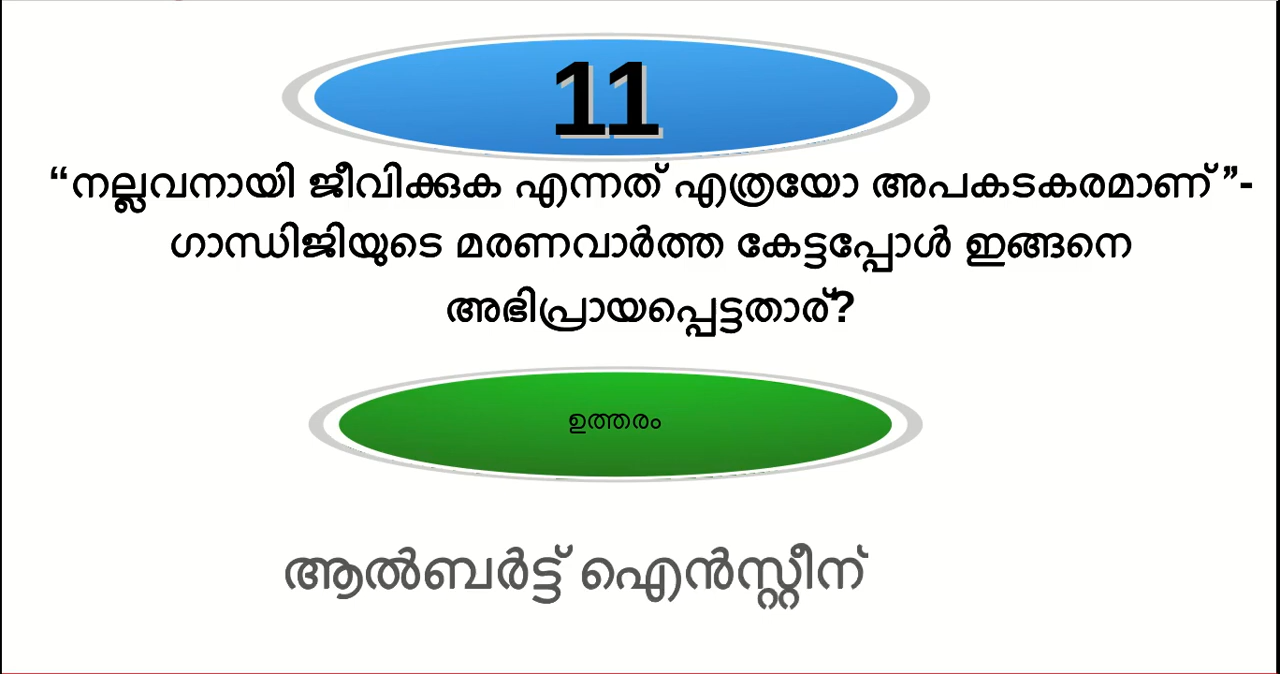 11
“നല്ലവനായി ജീവിക്കുക എന്നത് എത്രയോ അപകടകരമാണ് ”-
ഗാന്ധിജിയുടെ മരണവാർത്ത കേട്ടപ്പോൾ ഇങ്ങനെ
അഭിപ്രായപ്പെട്ടതാര്?
ഉത്തരം
ആൽബർട്ട് ഐൻസ്റ്റീന്